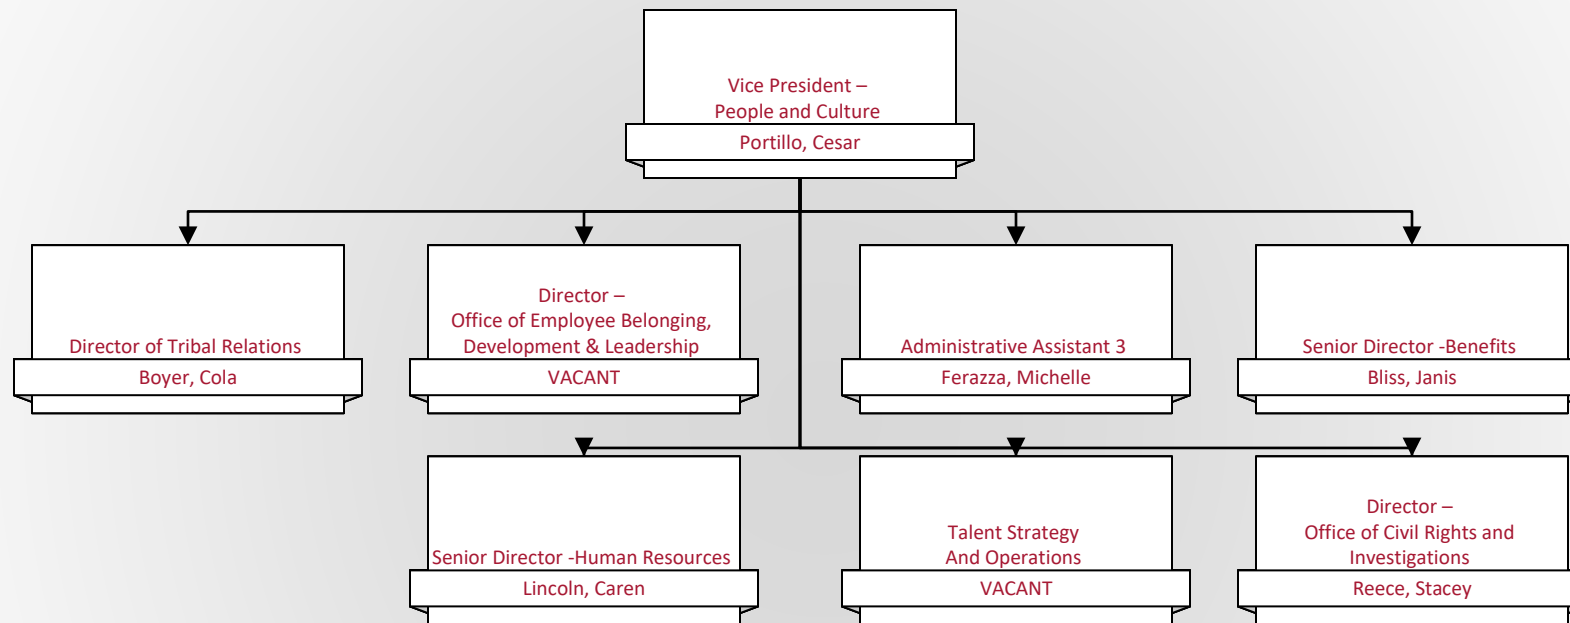 Vice President –
People and Culture
Portillo, Cesar
Director of Tribal Relations
Boyer, Cola
Director –
Office of Employee Belonging,
Development & Leadership
VACANT
Administrative Assistant 3
Ferazza, Michelle
Senior Director -Benefits
Bliss, Janis
Senior Director -Human Resources
Lincoln, Caren
Talent Strategy
And Operations
VACANT
Director –
Office of Civil Rights and
Investigations
Reece, Stacey